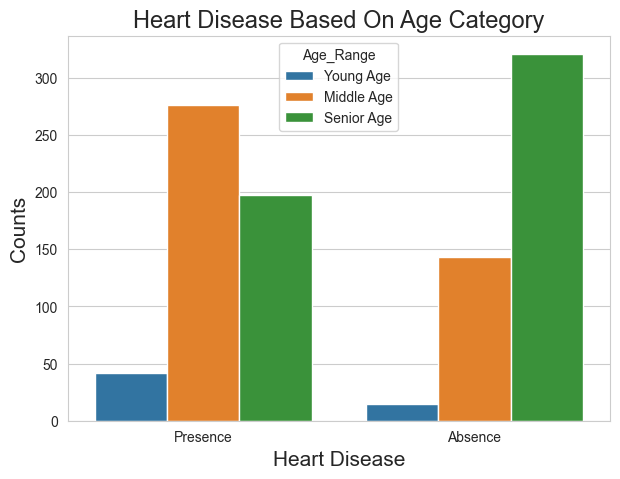 Heart Disease Based On Age Category
Age_Range
Young Age
Middle Age
Senior Age
Counts
300
250
200
150
100
50
0
Presence
Absence
Heart Disease